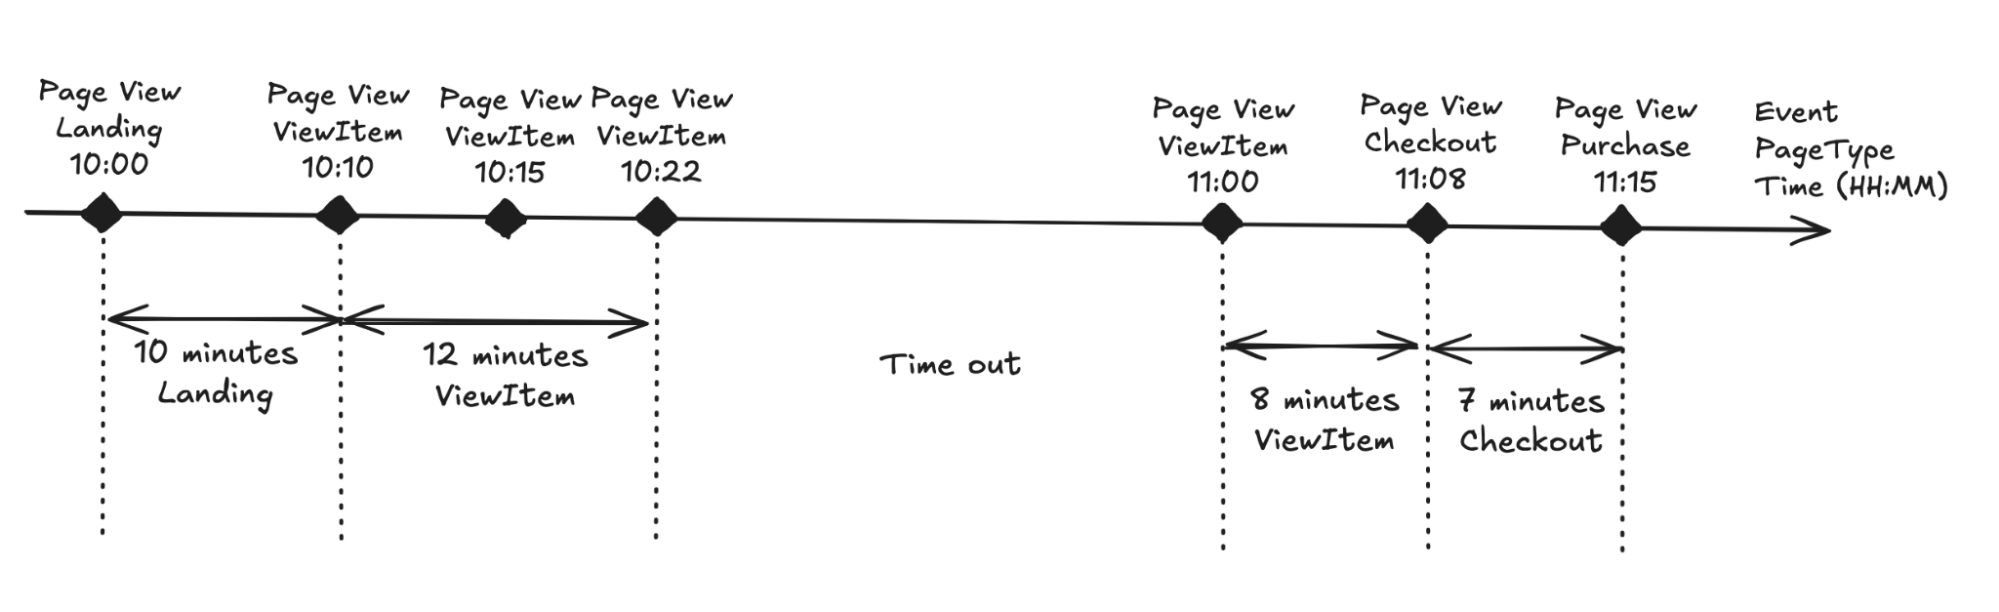 Page View
Landing
10:00
Page View
ViewItem
10:10
Page View
ViewItem
10:15
Page View
ViewItem
10:22
Page View
ViewItem
11:00
Page View
Checkout
11:08
Page View
Purchase
11:15
Event
PageType
Time (HH:MM)
10 minutes
Landing
12 minutes
ViewItem
Time out
8 minutes
ViewItem
7 minutes
Checkout